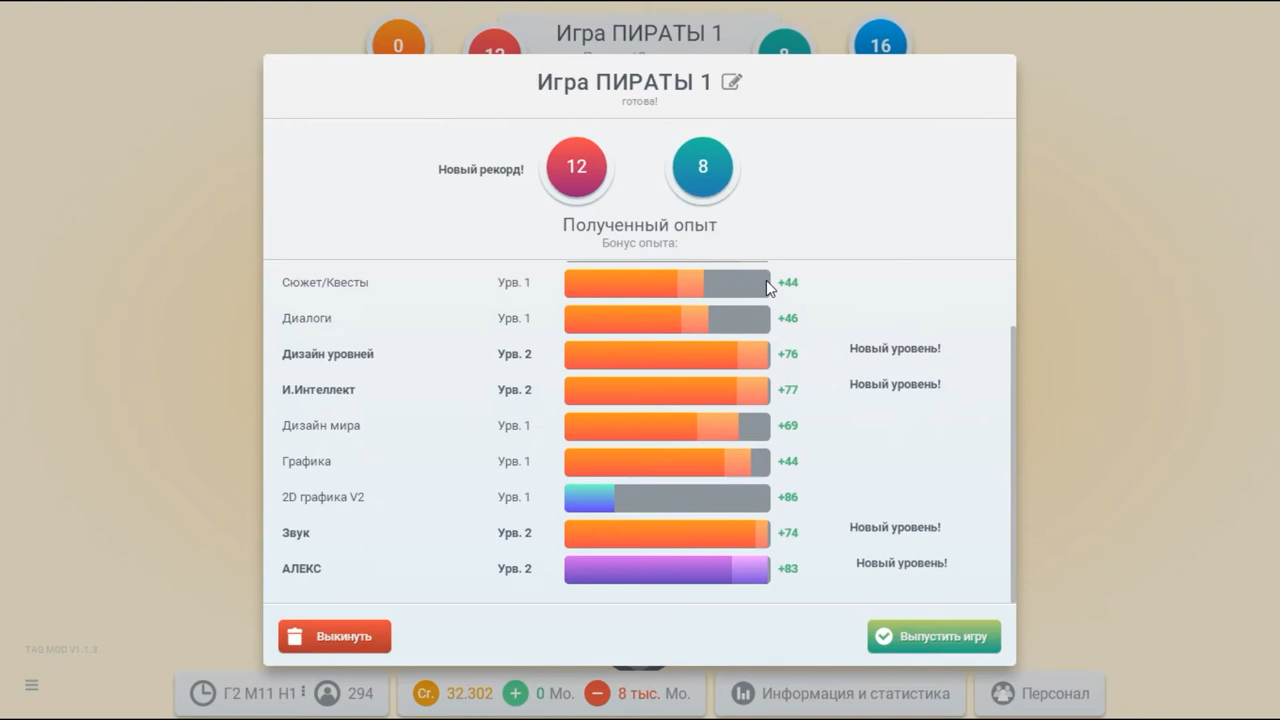 Игра ПИРАТЫ 1
0
12
8
16
Игра ПИРАТЫ 1
готова!
Новый рекорд!
12
8
Полученный опыт
Бонус опыта:
Сюжет/Квесты Урв. 1 +44
Диалоги Урв. 1 +46
Дизайн уровней Урв. 2 +76 Новый уровень!
И.Интеллект Урв. 2 +77 Новый уровень!
Дизайн мира Урв. 1 +69
Графика Урв. 1 +44
2D графика V2 Урв. 1 +86
Звук Урв. 2 +74 Новый уровень!
АЛЕКС Урв. 2 +83 Новый уровень!
Выкинуть
Выпустить игру
TAG MOD V1.1.3
Г2 М11 Н1 294
Cr. 32.302 0 Мо. 8 тыс. Мо.
Информация и статистика
Персонал